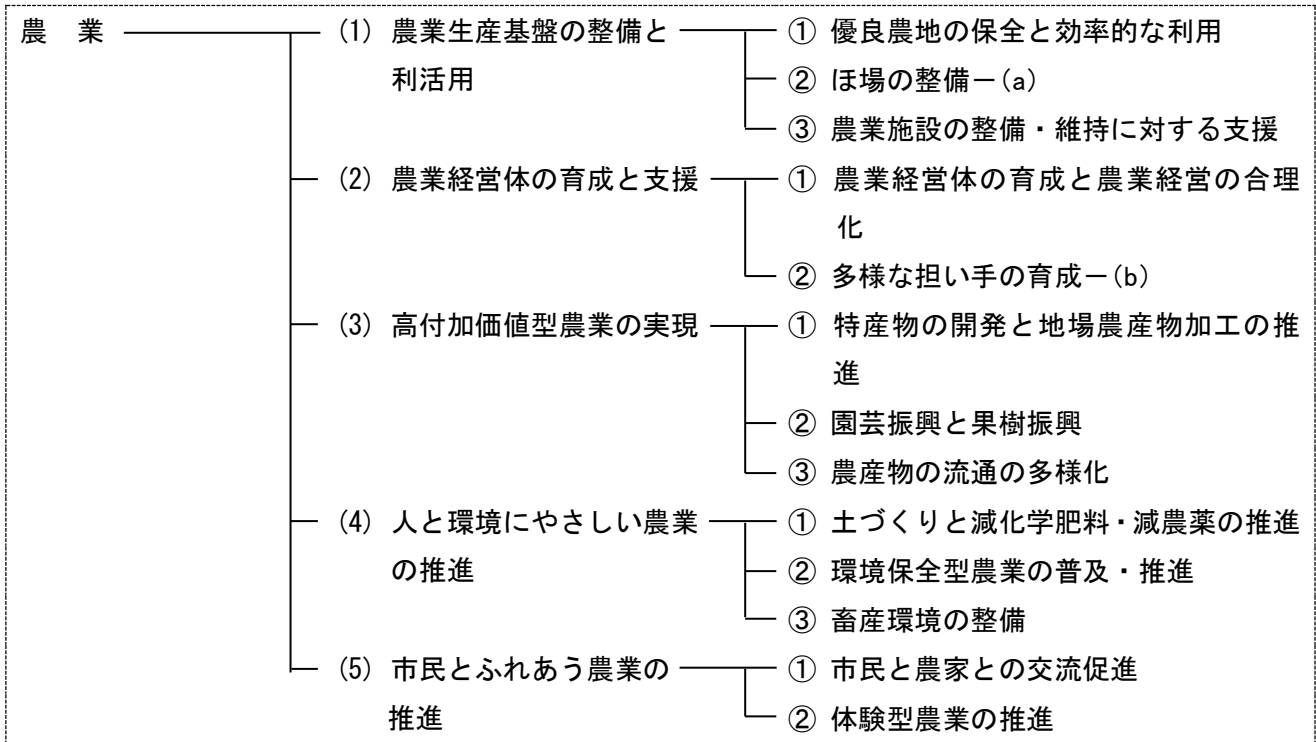 農　業 (1) 農業生産基盤の整備と ① 優良農地の保全と効率的な利用
利活用 ② ほ場の整備－(a)
③ 農業施設の整備・維持に対する支援
(2) 農業経営体の育成と支援 ① 農業経営体の育成と農業経営の合理
化
② 多様な担い手の育成－(b)
(3) 高付加価値型農業の実現 ① 特産物の開発と地場農産物加工の推
進
② 園芸振興と果樹振興
③ 農産物の流通の多様化
(4) 人と環境にやさしい農業 ① 土づくりと減化学肥料・減農薬の推進
の推進 ② 環境保全型農業の普及・推進
③ 畜産環境の整備
(5) 市民とふれあう農業の ① 市民と農家との交流促進
推進 ② 体験型農業の推進